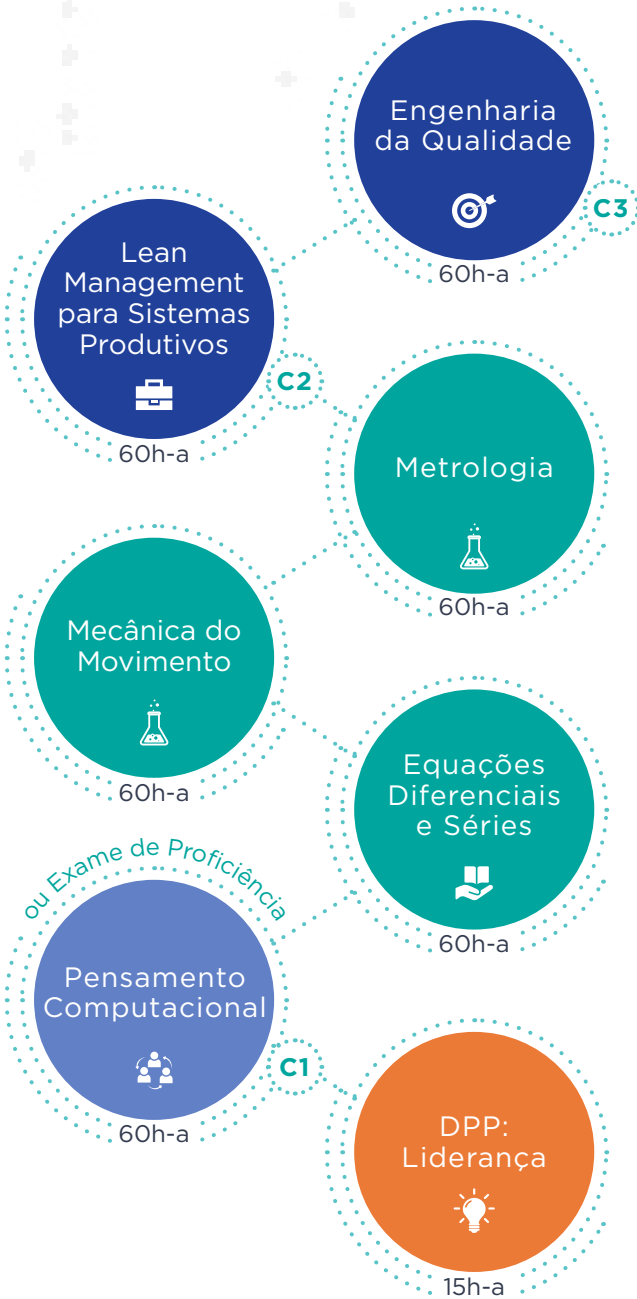 Engenharia
da Qualidade
C3
60h-a
Lean
Management
para Sistemas
Produtivos
C2
60h-a
Metrologia
60h-a
Mecânica do
Movimento
60h-a
Equações
Diferenciais
e Séries
60h-a
ou Exame de Proficiência
Pensamento
Computacional
C1
60h-a
DPP:
Liderança
15h-a